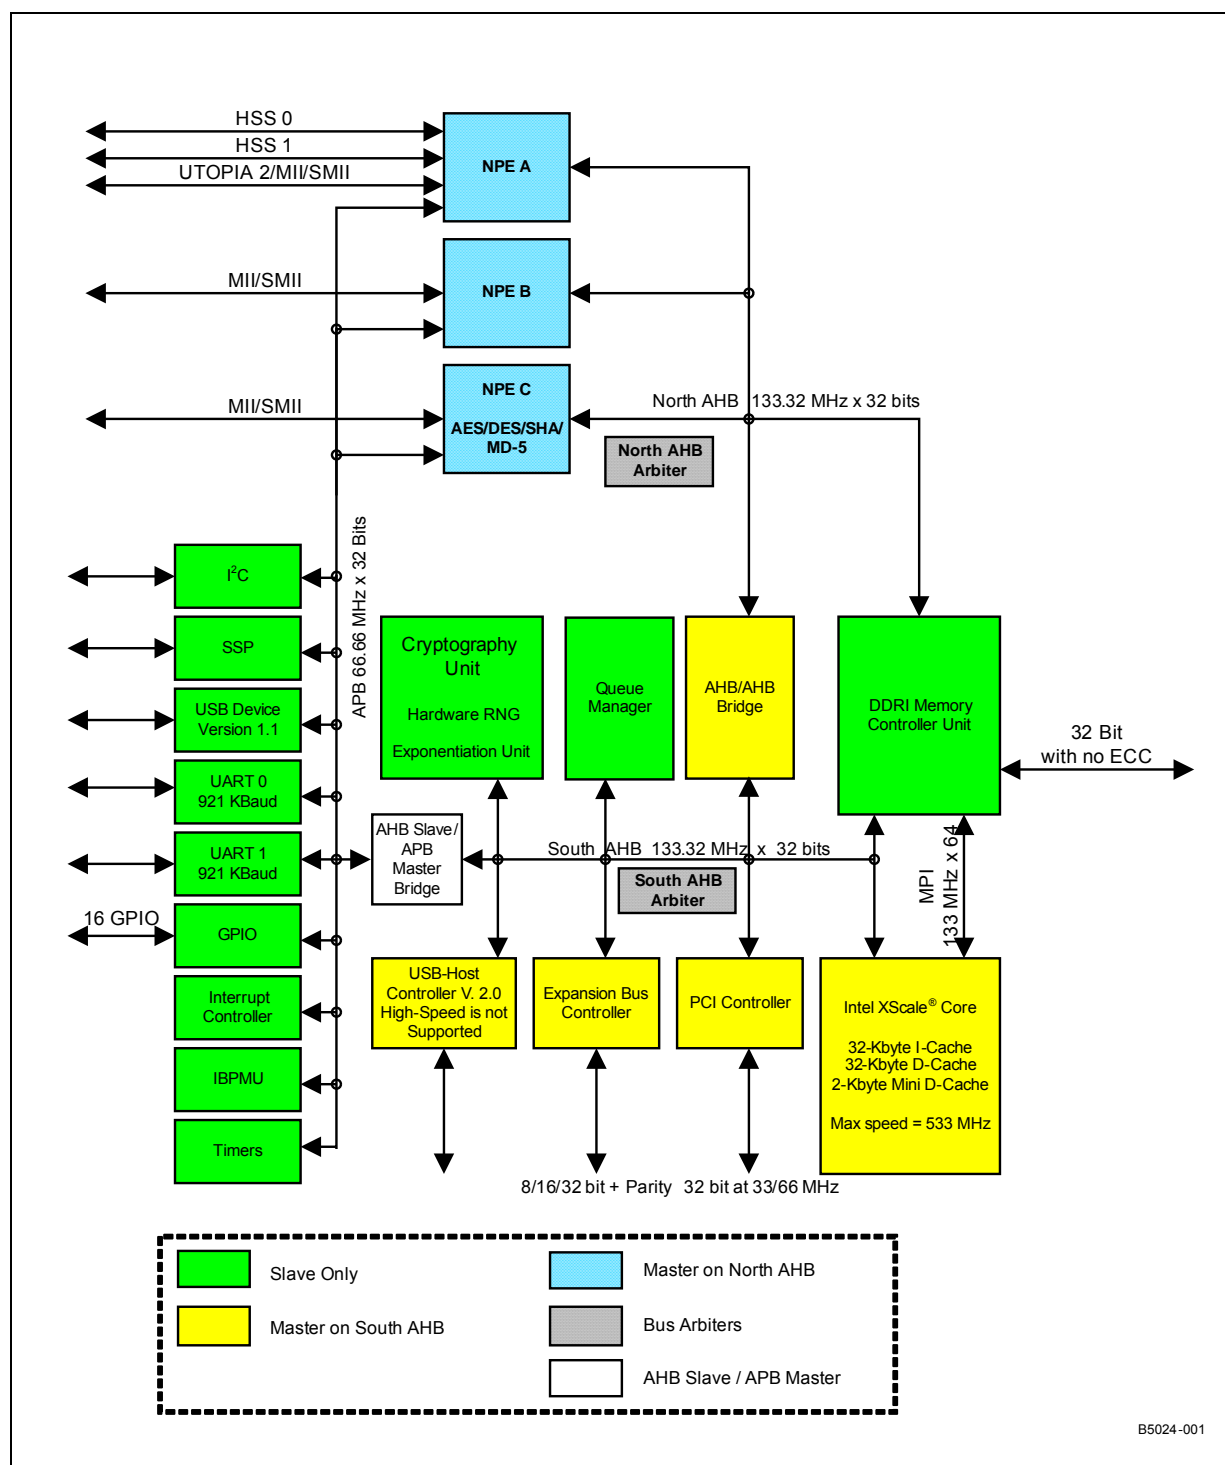 HSS 0
HSS 1
UTOPIA 2/MII/SMII
NPE A
MII/SMII
NPE B
MII/SMII
NPE C
AES/DES/SHA/
MD-5
North AHB 133.32 MHz x 32 bits
North AHB
Arbiter
APB 66.66 MHz x 32 Bits
I²C
SSP
USB Device
Version 1.1
UART 0
921 KBaud
UART 1
921 KBaud
16 GPIO
GPIO
Interrupt
Controller
IBPMU
Timers
Cryptography
Unit
Hardware RNG
Exponentiation Unit
Queue
Manager
AHB/AHB
Bridge
DDRI Memory
Controller Unit
32 Bit
with no ECC
AHB Slave/
APB
Master
Bridge
South AHB 133.32 MHz x 32 bits
South AHB
Arbiter
MPI
133 MHz x 64
USB-Host
Controller V. 2.0
High-Speed is not
Supported
Expansion Bus
Controller
PCI Controller
Intel XScale® Core
32-Kbyte I-Cache
32-Kbyte D-Cache
2-Kbyte Mini D-Cache
Max speed = 533 MHz
8/16/32 bit + Parity
32 bit at 33/66 MHz
Slave Only
Master on South AHB
Master on North AHB
Bus Arbiters
AHB Slave / APB Master
B5024-001